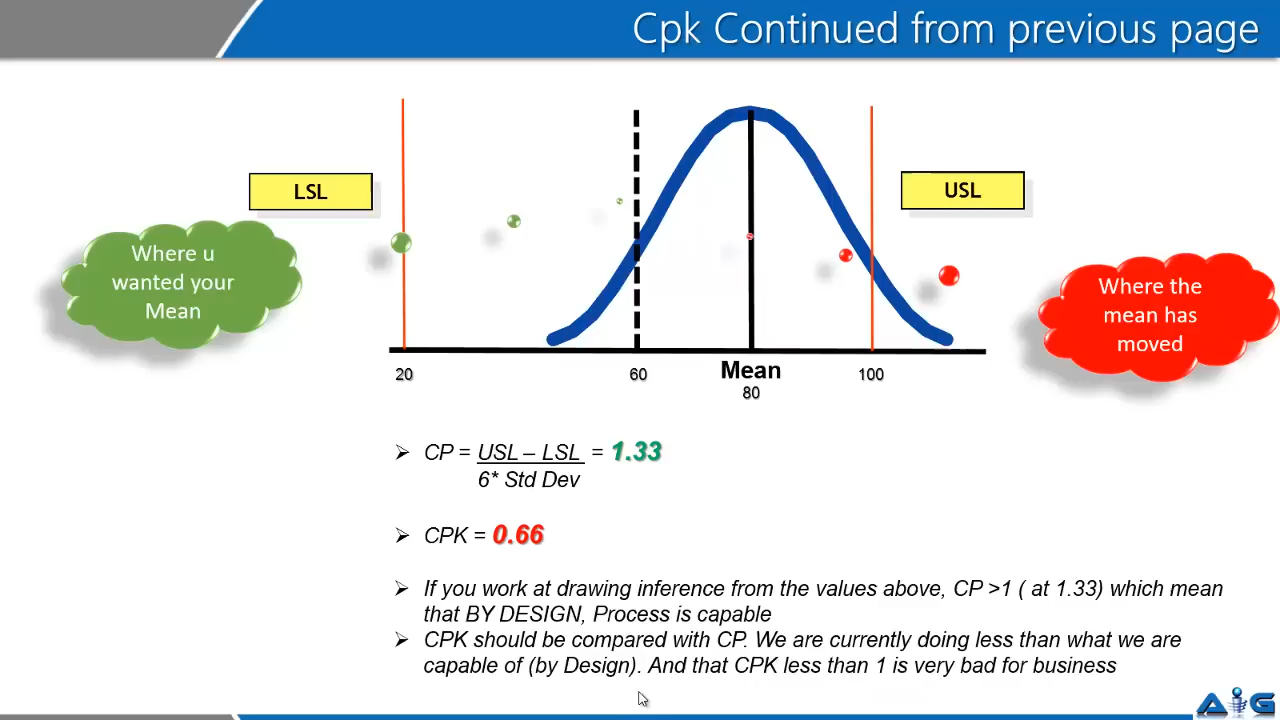 Cpk Continued from previous page
LSL
USL
Where u
wanted your
Mean
Where the
mean has
moved
20
60
Mean
80
100
CP = USL – LSL = 1.33
6* Std Dev
CPK = 0.66
If you work at drawing inference from the values above, CP >1 ( at 1.33) which mean
that BY DESIGN, Process is capable
CPK should be compared with CP. We are currently doing less than what we are
capable of (by Design). And that CPK less than 1 is very bad for business
AiG